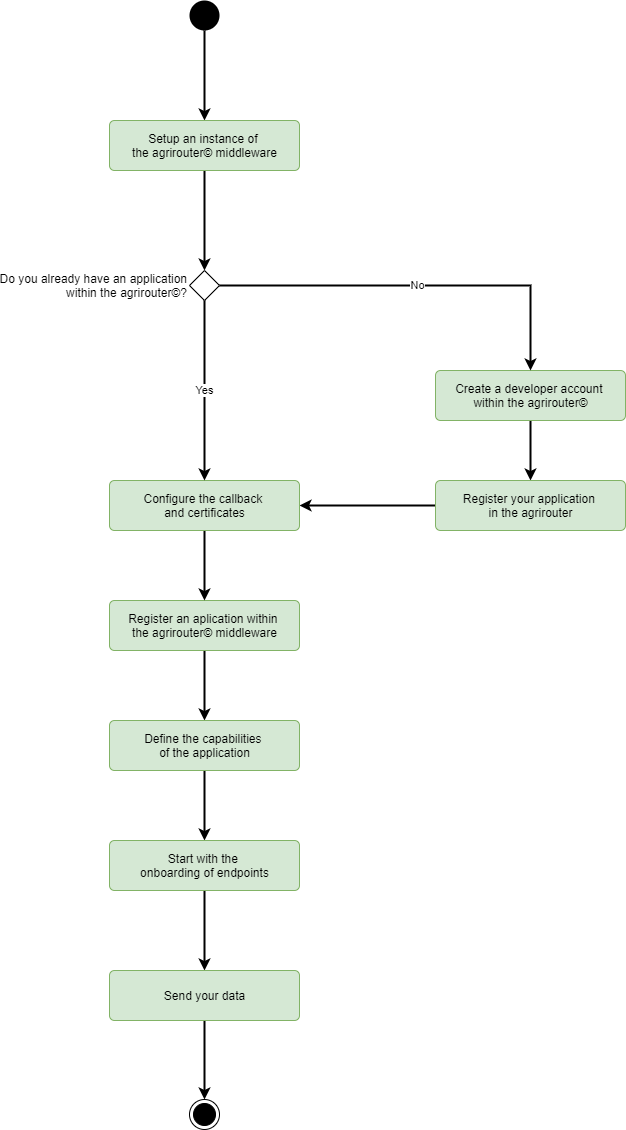 Setup an instance of
the agrirouter© middleware
Do you already have an application
within the agrirouter©?
No
Create a developer account
within the agrirouter©
Yes
Configure the callback
and certificates
Register your application
in the agrirouter
Register an aplication within
the agrirouter© middleware
Define the capabilities
of the application
Start with the
onboarding of endpoints
Send your data